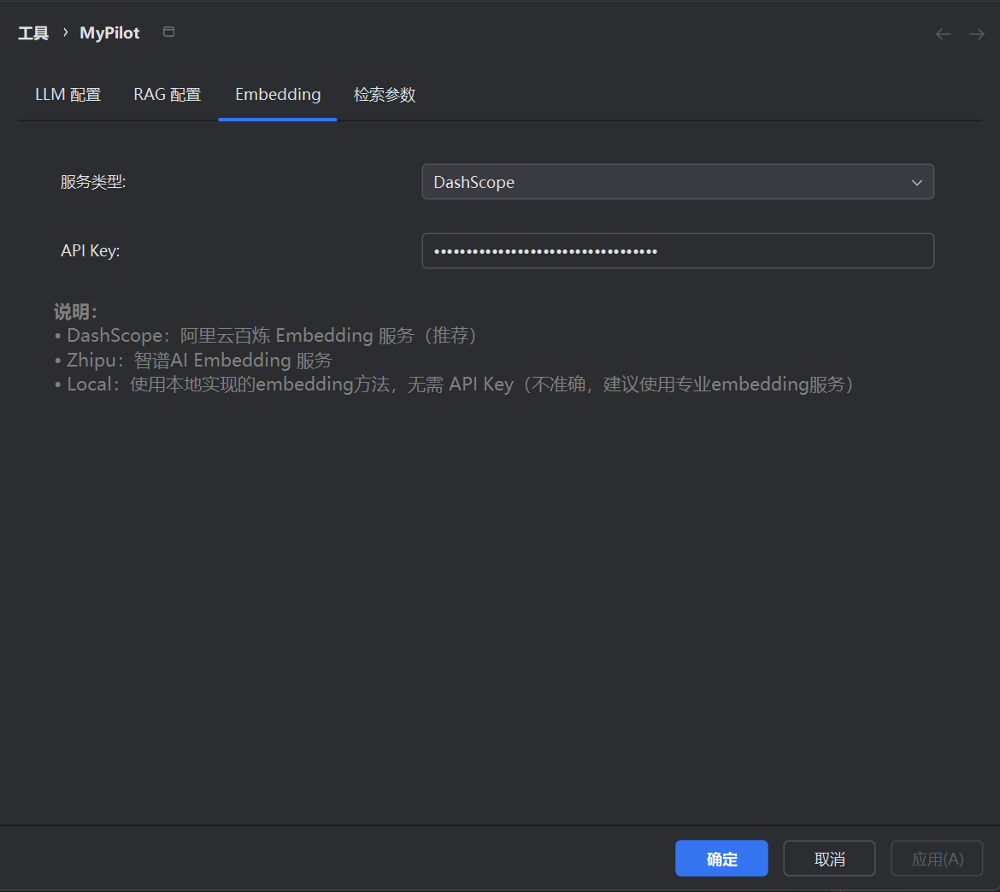 工具 › MyPilot
LLM 配置 RAG 配置 Embedding 检索参数
服务类型: DashScope
API Key: •••••••••••••••••••••••••••••••••••
说明：
• DashScope：阿里云百炼 Embedding 服务（推荐）
• Zhipu：智谱AI Embedding 服务
• Local：使用本地实现的embedding方法，无需 API Key（不准确，建议使用专业embedding服务）
确定 取消 应用(A)